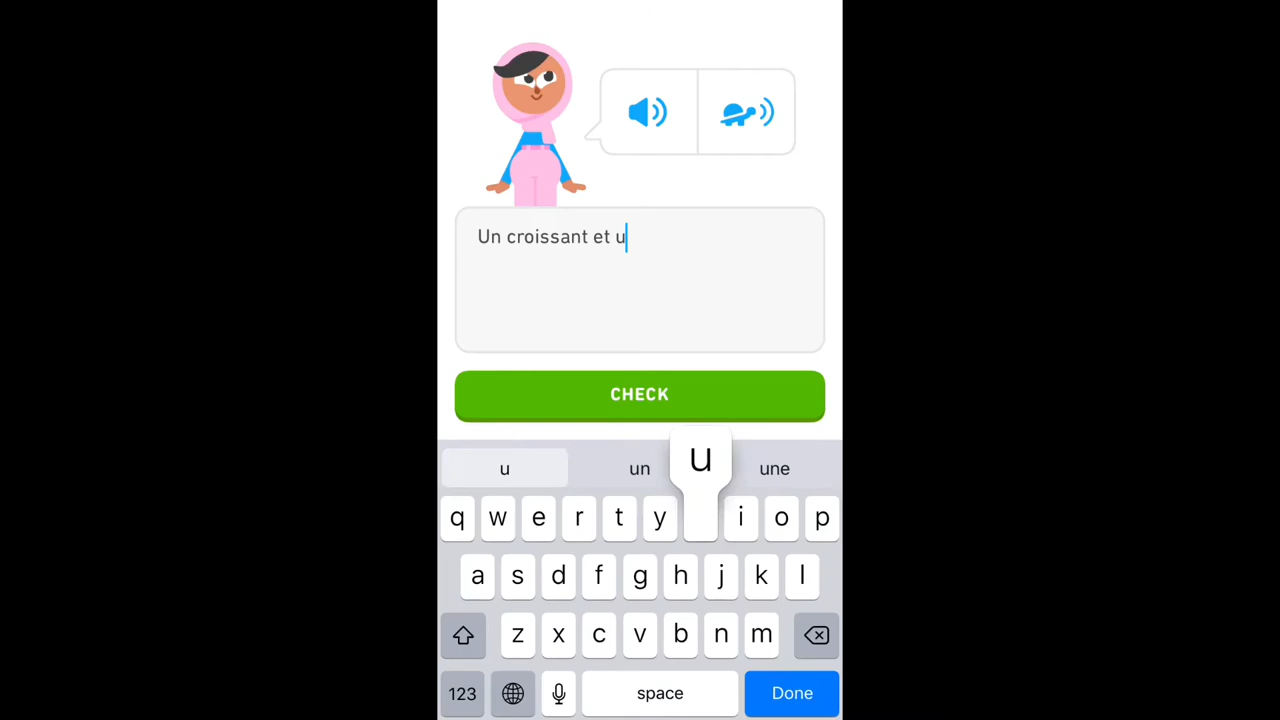 Un croissant et u
CHECK
u un une
u
q w e r t y i o p
a s d f g h j k l
z x c v b n m
123 space Done